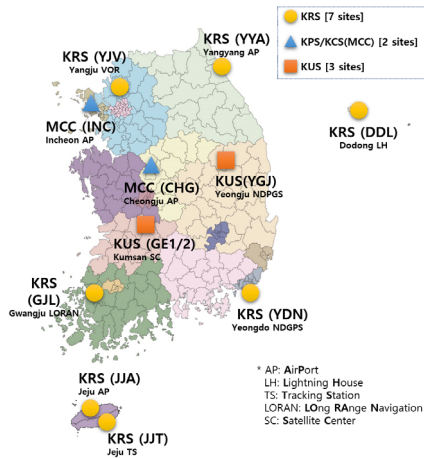 KRS [7 sites]
KPS/KCS(MCC) [2 sites]
KUS [3 sites]
KRS (YYA)
Yangyang AP
KRS (YJV)
Yangju VOR
KRS (DDL)
Dodong LH
MCC (INC)
Incheon AP
MCC (CHG)
Cheongju AP
KUS(YGJ)
Yeongju NDPGS
KUS (GE1/2)
Kumsan SC
KRS
(GJL)
Gwangju LORAN
KRS (YDN)
Yeongdo NDGPS
KRS (JJA)
Jeju AP
KRS (JJT)
Jeju TS
* AP: AirPort
LH: Lightning House
TS: Tracking Station
LORAN: LOng RAnge Navigation
SC: Satellite Center